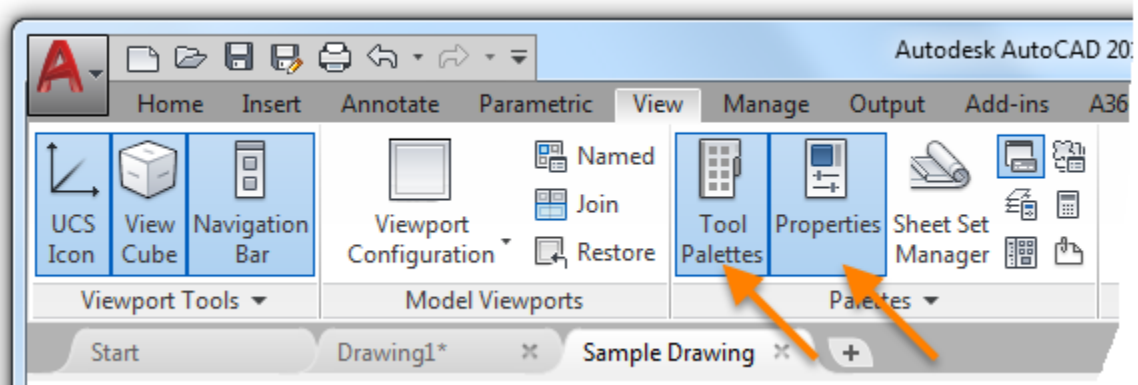 Autodesk AutoCAD 20
Home Insert Annotate Parametric View Manage Output Add-ins A36
UCS Icon
View Cube
Navigation Bar
Viewport Configuration
Named
Join
Restore
Tool Palettes
Properties
Sheet Set Manager
Viewport Tools
Model Viewports
Palettes
Start
Drawing1*
Sample Drawing